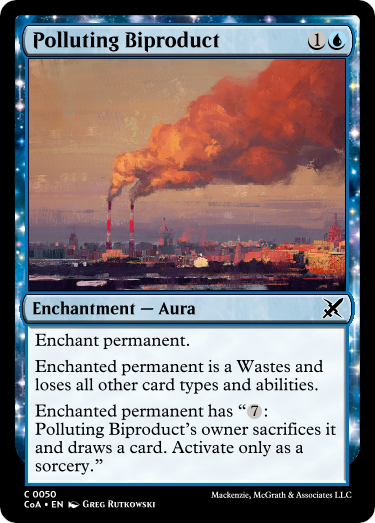 Polluting Biproduct 1
Enchantment — Aura
Enchant permanent.
Enchanted permanent is a Wastes and
loses all other card types and abilities.
Enchanted permanent has “7:
Polluting Biproduct’s owner sacrifices it
and draws a card. Activate only as a
sorcery.”
C 0050
CoA • EN Greg Rutkowski
Mackenzie, McGrath & Associates LLC